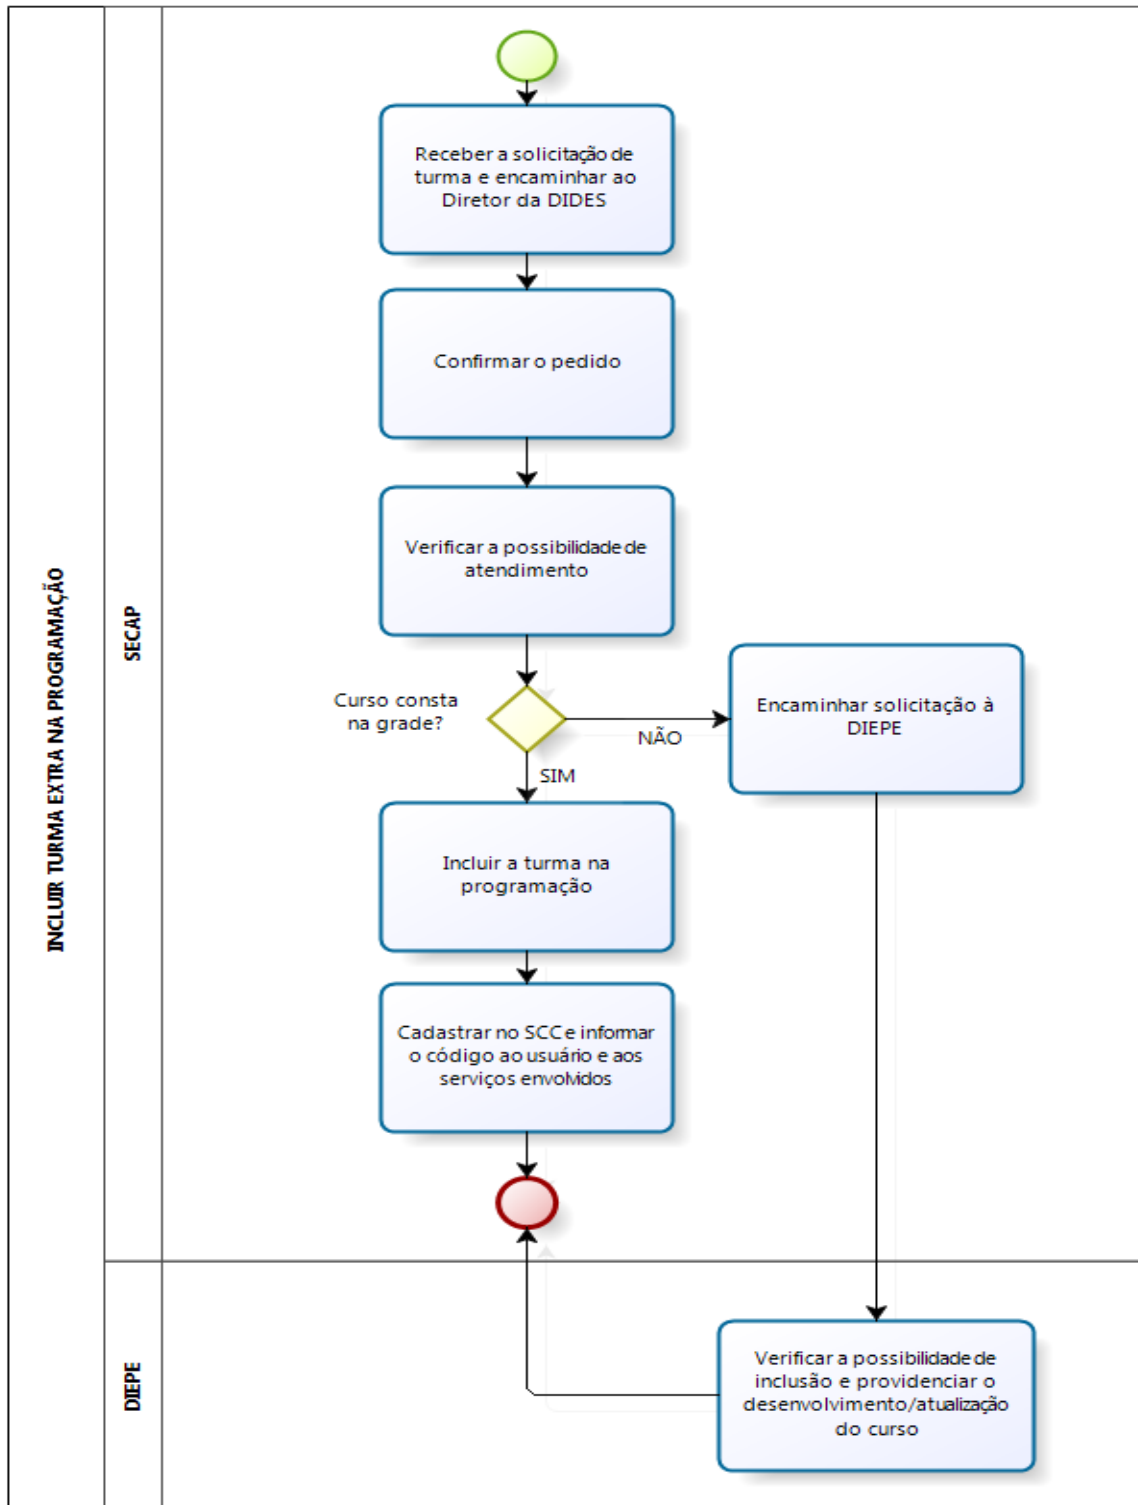 INCLUIR TURMA EXTRA NA PROGRAMAÇÃO
SECAP
Receber a solicitação de
turma e encaminhar ao
Diretor da DIDES
Confirmar o pedido
Verificar a possibilidade de
atendimento
Curso consta
na grade?
NÃO
Encaminhar solicitação à
DIEPE
SIM
Incluir a turma na
programação
Cadastrar no SCC e informar
o código ao usuário e aos
serviços envolvidos
DIEPE
Verificar a possibilidade de
inclusão e providenciar o
desenvolvimento/atualização
do curso